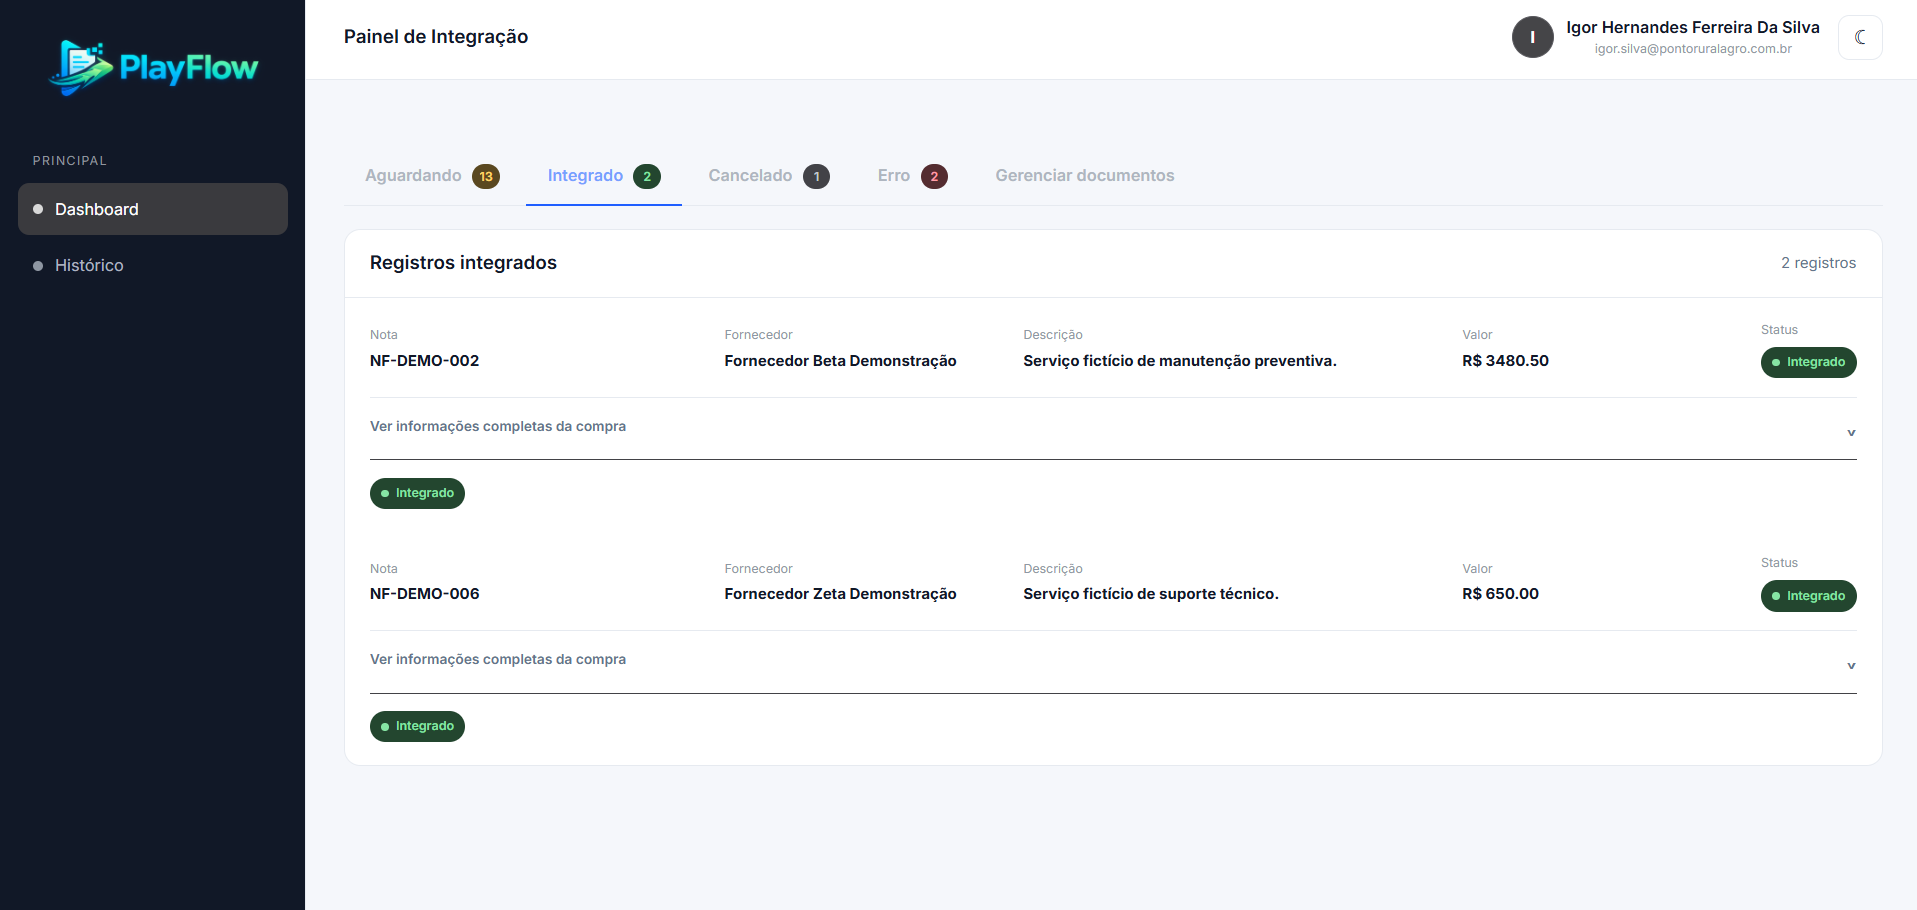 PlayFlow
PRINCIPAL
Dashboard
Histórico
Painel de Integração
I
Igor Hernandes Ferreira Da Silva
igor.silva@pontoruralagro.com.br
Aguardando 13
Integrado 2
Cancelado 1
Erro 2
Gerenciar documentos
Registros integrados
2 registros
Nota
Fornecedor
Descrição
Valor
Status
NF-DEMO-002
Fornecedor Beta Demonstração
Serviço fictício de manutenção preventiva.
R$ 3480.50
Integrado
Ver informações completas da compra
v
Integrado
Nota
Fornecedor
Descrição
Valor
Status
NF-DEMO-006
Fornecedor Zeta Demonstração
Serviço fictício de suporte técnico.
R$ 650.00
Integrado
Ver informações completas da compra
v
Integrado